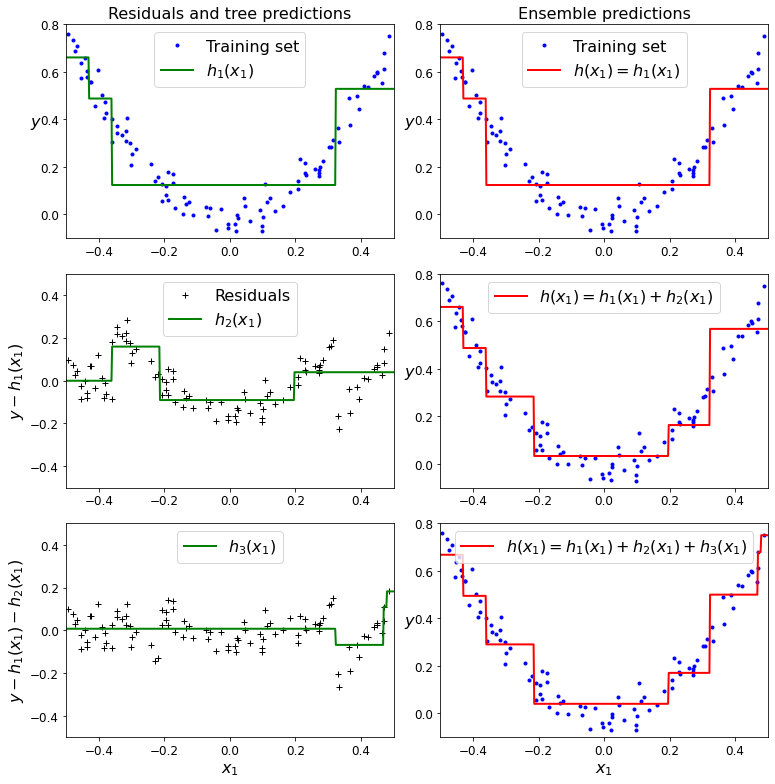 Residuals and tree predictions
Ensemble predictions
0.8
0.6
0.4
0.2
0.0
y
Training set
h₁(x₁)
−0.4 −0.2 0.0 0.2 0.4
0.8
0.6
0.4
0.2
0.0
y
Training set
h(x₁) = h₁(x₁)
−0.4 −0.2 0.0 0.2 0.4
0.4
0.2
0.0
−0.2
−0.4
y − h₁(x₁)
Residuals
h₂(x₁)
−0.4 −0.2 0.0 0.2 0.4
0.8
0.6
0.4
0.2
0.0
y
h(x₁) = h₁(x₁) + h₂(x₁)
−0.4 −0.2 0.0 0.2 0.4
0.4
0.2
0.0
−0.2
−0.4
y − h₁(x₁) − h₂(x₁)
h₃(x₁)
−0.4 −0.2 0.0 0.2 0.4
x₁
0.8
0.6
0.4
0.2
0.0
y
h(x₁) = h₁(x₁) + h₂(x₁) + h₃(x₁)
−0.4 −0.2 0.0 0.2 0.4
x₁